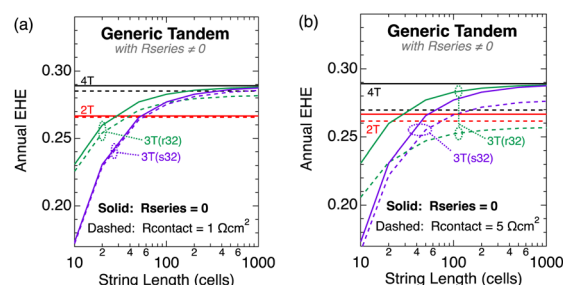 (a)
Generic Tandem
with Rseries ≠ 0
Annual EHE
0.30
0.25
0.20
4T
2T
3T(r32)
3T(s32)
Solid: Rseries = 0
Dashed: Rcontact = 1 Ωcm²
10 2 4 6 100 2 4 6 1000
String Length (cells)
(b)
Generic Tandem
with Rseries ≠ 0
Annual EHE
0.30
0.25
0.20
4T
2T
3T(r32)
3T(s32)
Solid: Rseries = 0
Dashed: Rcontact = 5 Ωcm²
10 2 4 6 100 2 4 6 1000
String Length (cells)